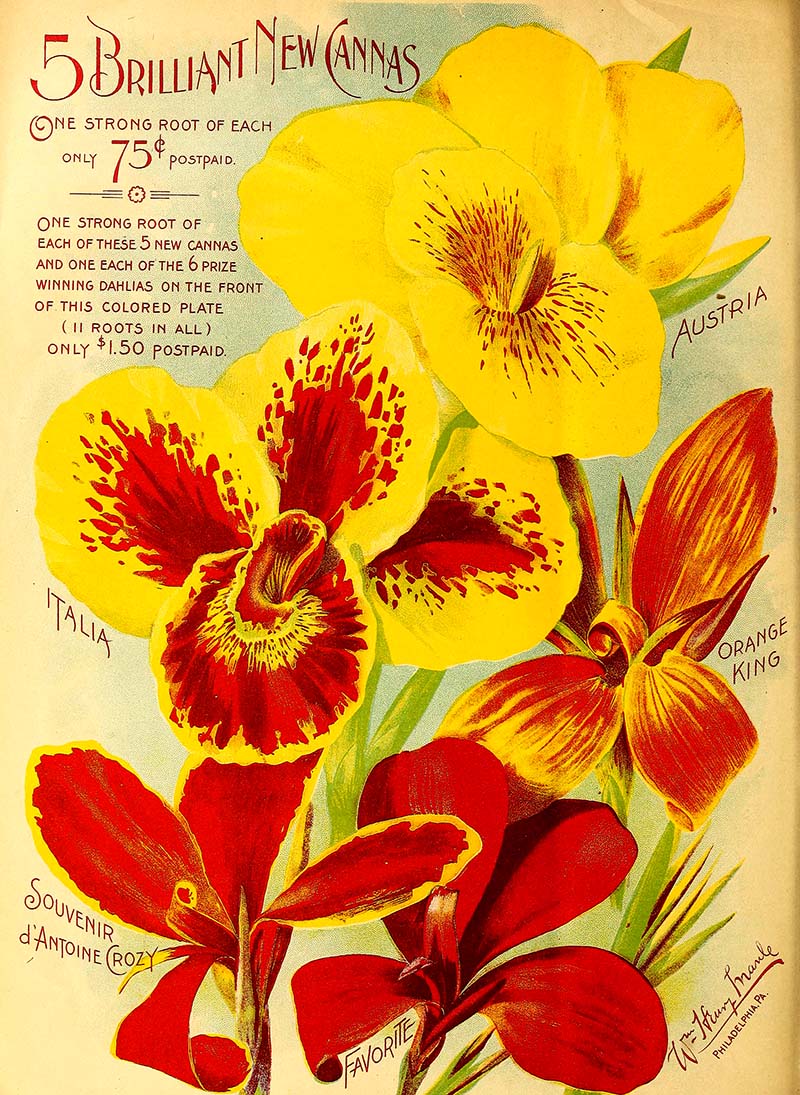 5 BRILLIANT NEW CANNAS
ONE STRONG ROOT OF EACH
ONLY 75¢ POSTPAID.
ONE STRONG ROOT OF
EACH OF THESE 5 NEW CANNAS
AND ONE EACH OF THE 6 PRIZE
WINNING DAHLIAS ON THE FRONT
OF THIS COLORED PLATE
(11 ROOTS IN ALL)
ONLY $1.50 POSTPAID.
AUSTRIA
ITALIA
ORANGE
KING
SOUVENIR
d'ANTOINE CROZY
FAVORITE
Wm. Henry Maule
PHILADELPHIA, PA.